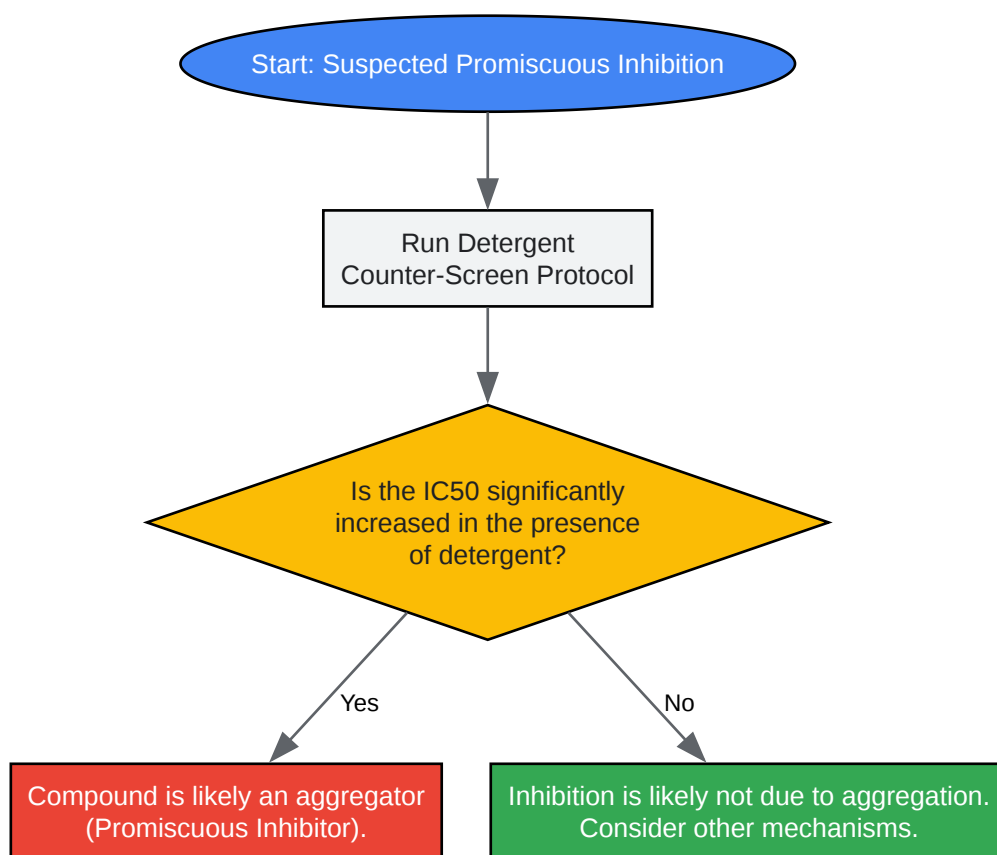 Start: Suspected Promiscuous Inhibition
Run Detergent
Counter-Screen Protocol
Is the IC50 significantly
increased in the presence
of detergent?
Yes
No
Compound is likely an aggregator
(Promiscuous Inhibitor).
Inhibition is likely not due to aggregation.
Consider other mechanisms.